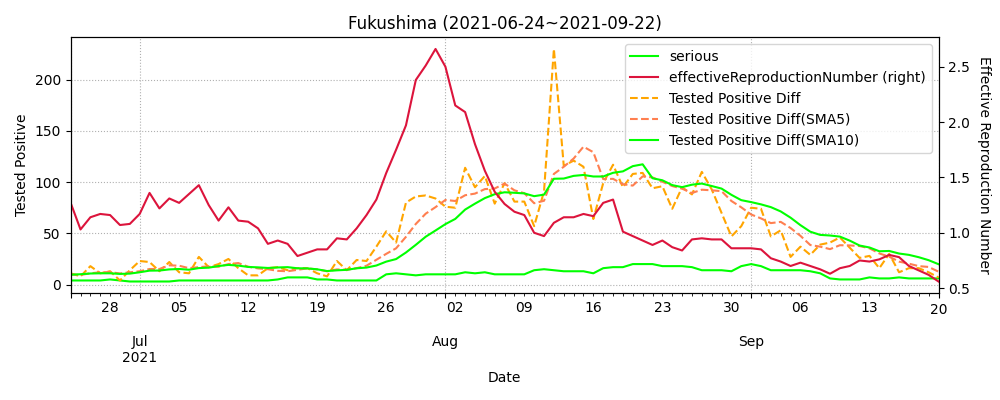 Fukushima (2021-06-24~2021-09-22)
serious
effectiveReproductionNumber (right)
Tested Positive Diff
Tested Positive Diff(SMA5)
Tested Positive Diff(SMA10)
Tested Positive
200
150
100
50
0
Effective Reproduction Number
2.5
2.0
1.5
1.0
0.5
28 05 12 19 26 02 09 16 23 30 06 13 20
Jul Aug Sep
2021
Date